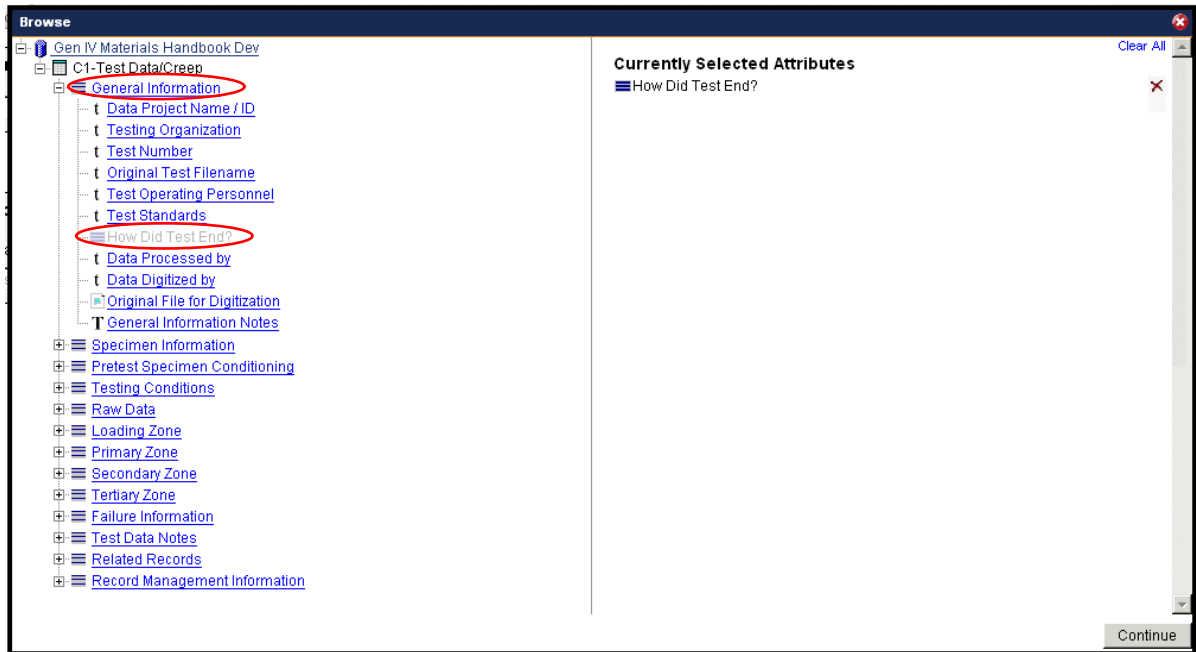 Browse
Gen IV Materials Handbook Dev
C1-Test Data/Creep
General Information
t Data Project Name / ID
t Testing Organization
t Test Number
t Original Test Filename
t Test Operating Personnel
t Test Standards
How Did Test End?
t Data Processed by
t Data Digitized by
Original File for Digitization
T General Information Notes
Specimen Information
Pretest Specimen Conditioning
Testing Conditions
Raw Data
Loading Zone
Primary Zone
Secondary Zone
Tertiary Zone
Failure Information
Test Data Notes
Related Records
Record Management Information
Clear All
Currently Selected Attributes
How Did Test End?
Continue